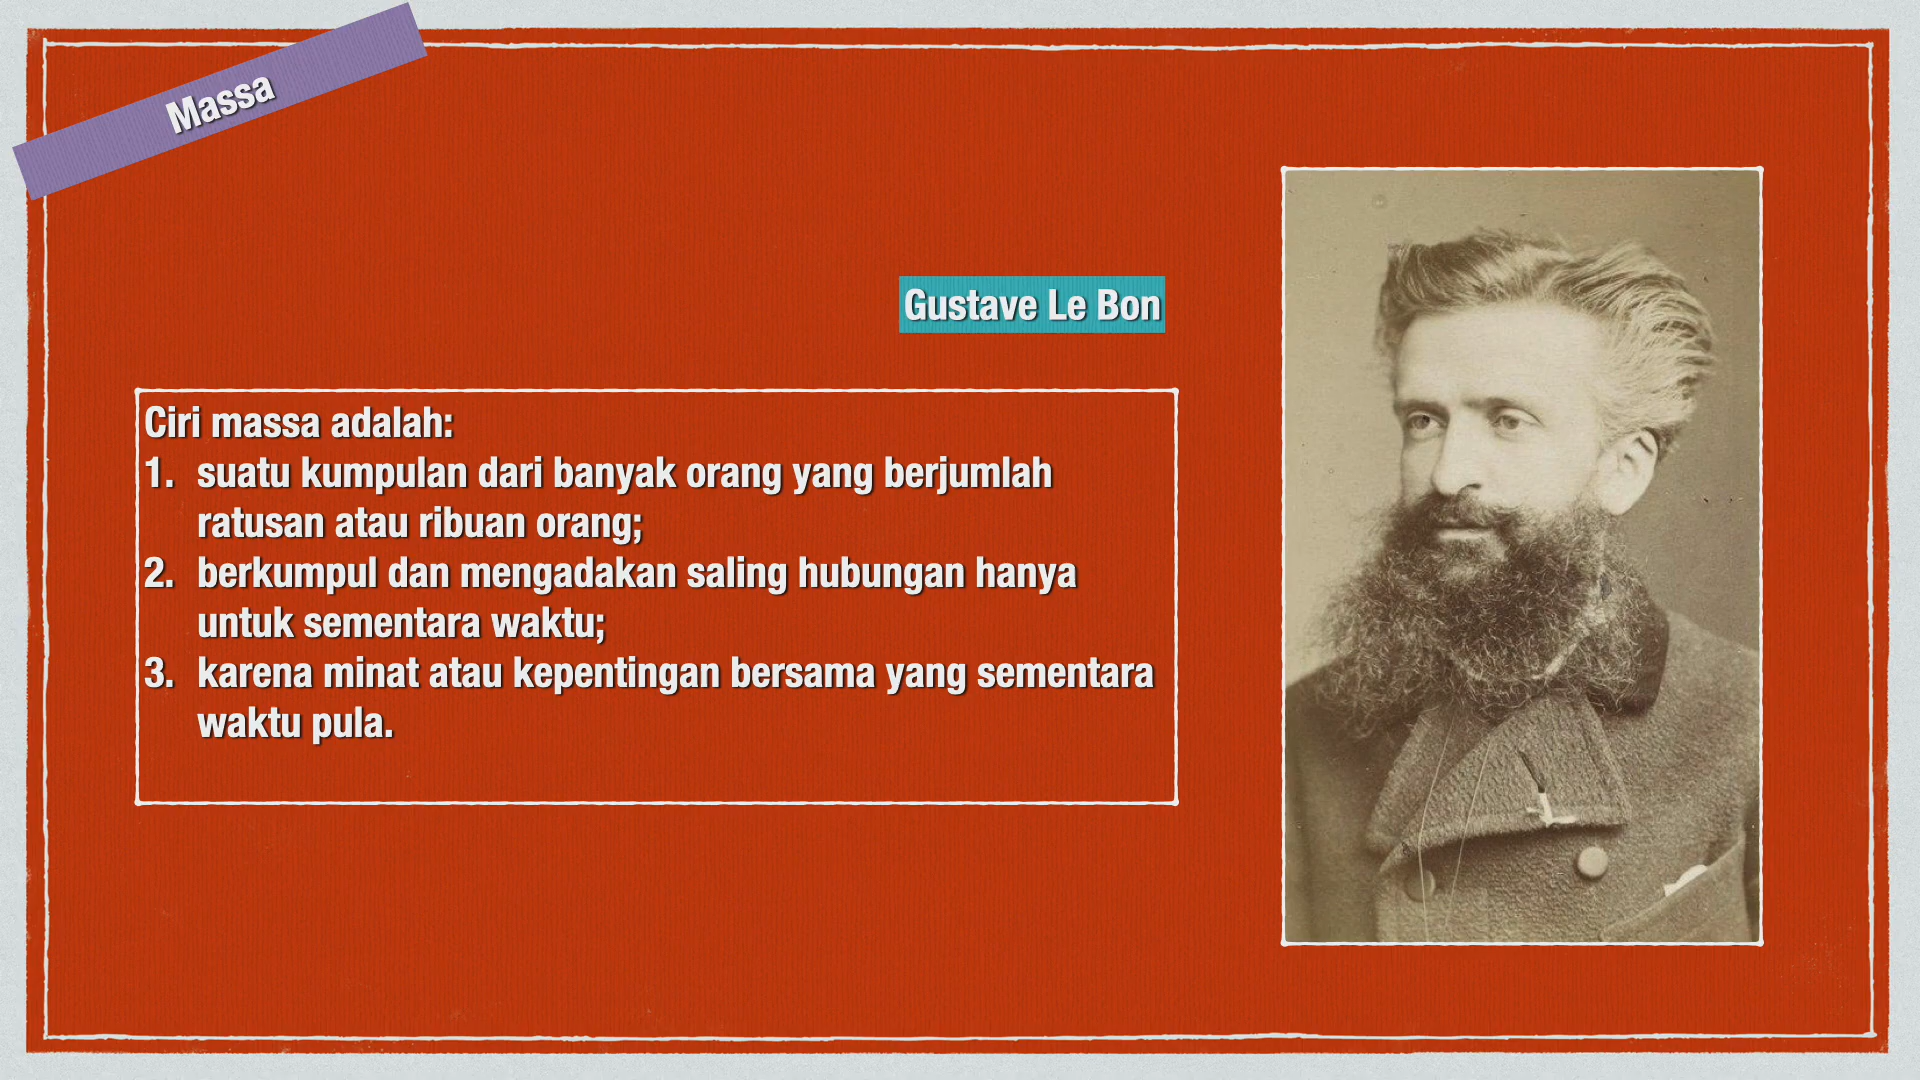 Massa
Gustave Le Bon
Ciri massa adalah:
1. suatu kumpulan dari banyak orang yang berjumlah
ratusan atau ribuan orang;
2. berkumpul dan mengadakan saling hubungan hanya
untuk sementara waktu;
3. karena minat atau kepentingan bersama yang sementara
waktu pula.